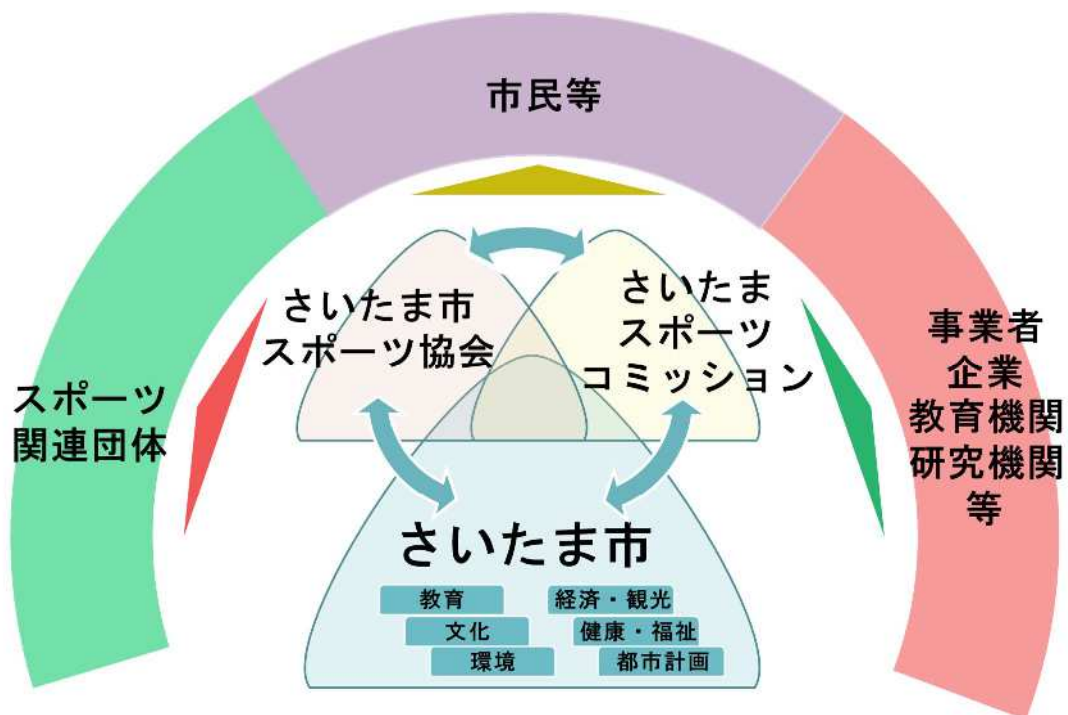 市民等
さいたま市
スポーツ協会
さいたま
スポーツ
コミッション
スポーツ
関連団体
事業者
企業
教育機関
研究機関
等
さいたま市
教育
経済・観光
文化
健康・福祉
環境
都市計画